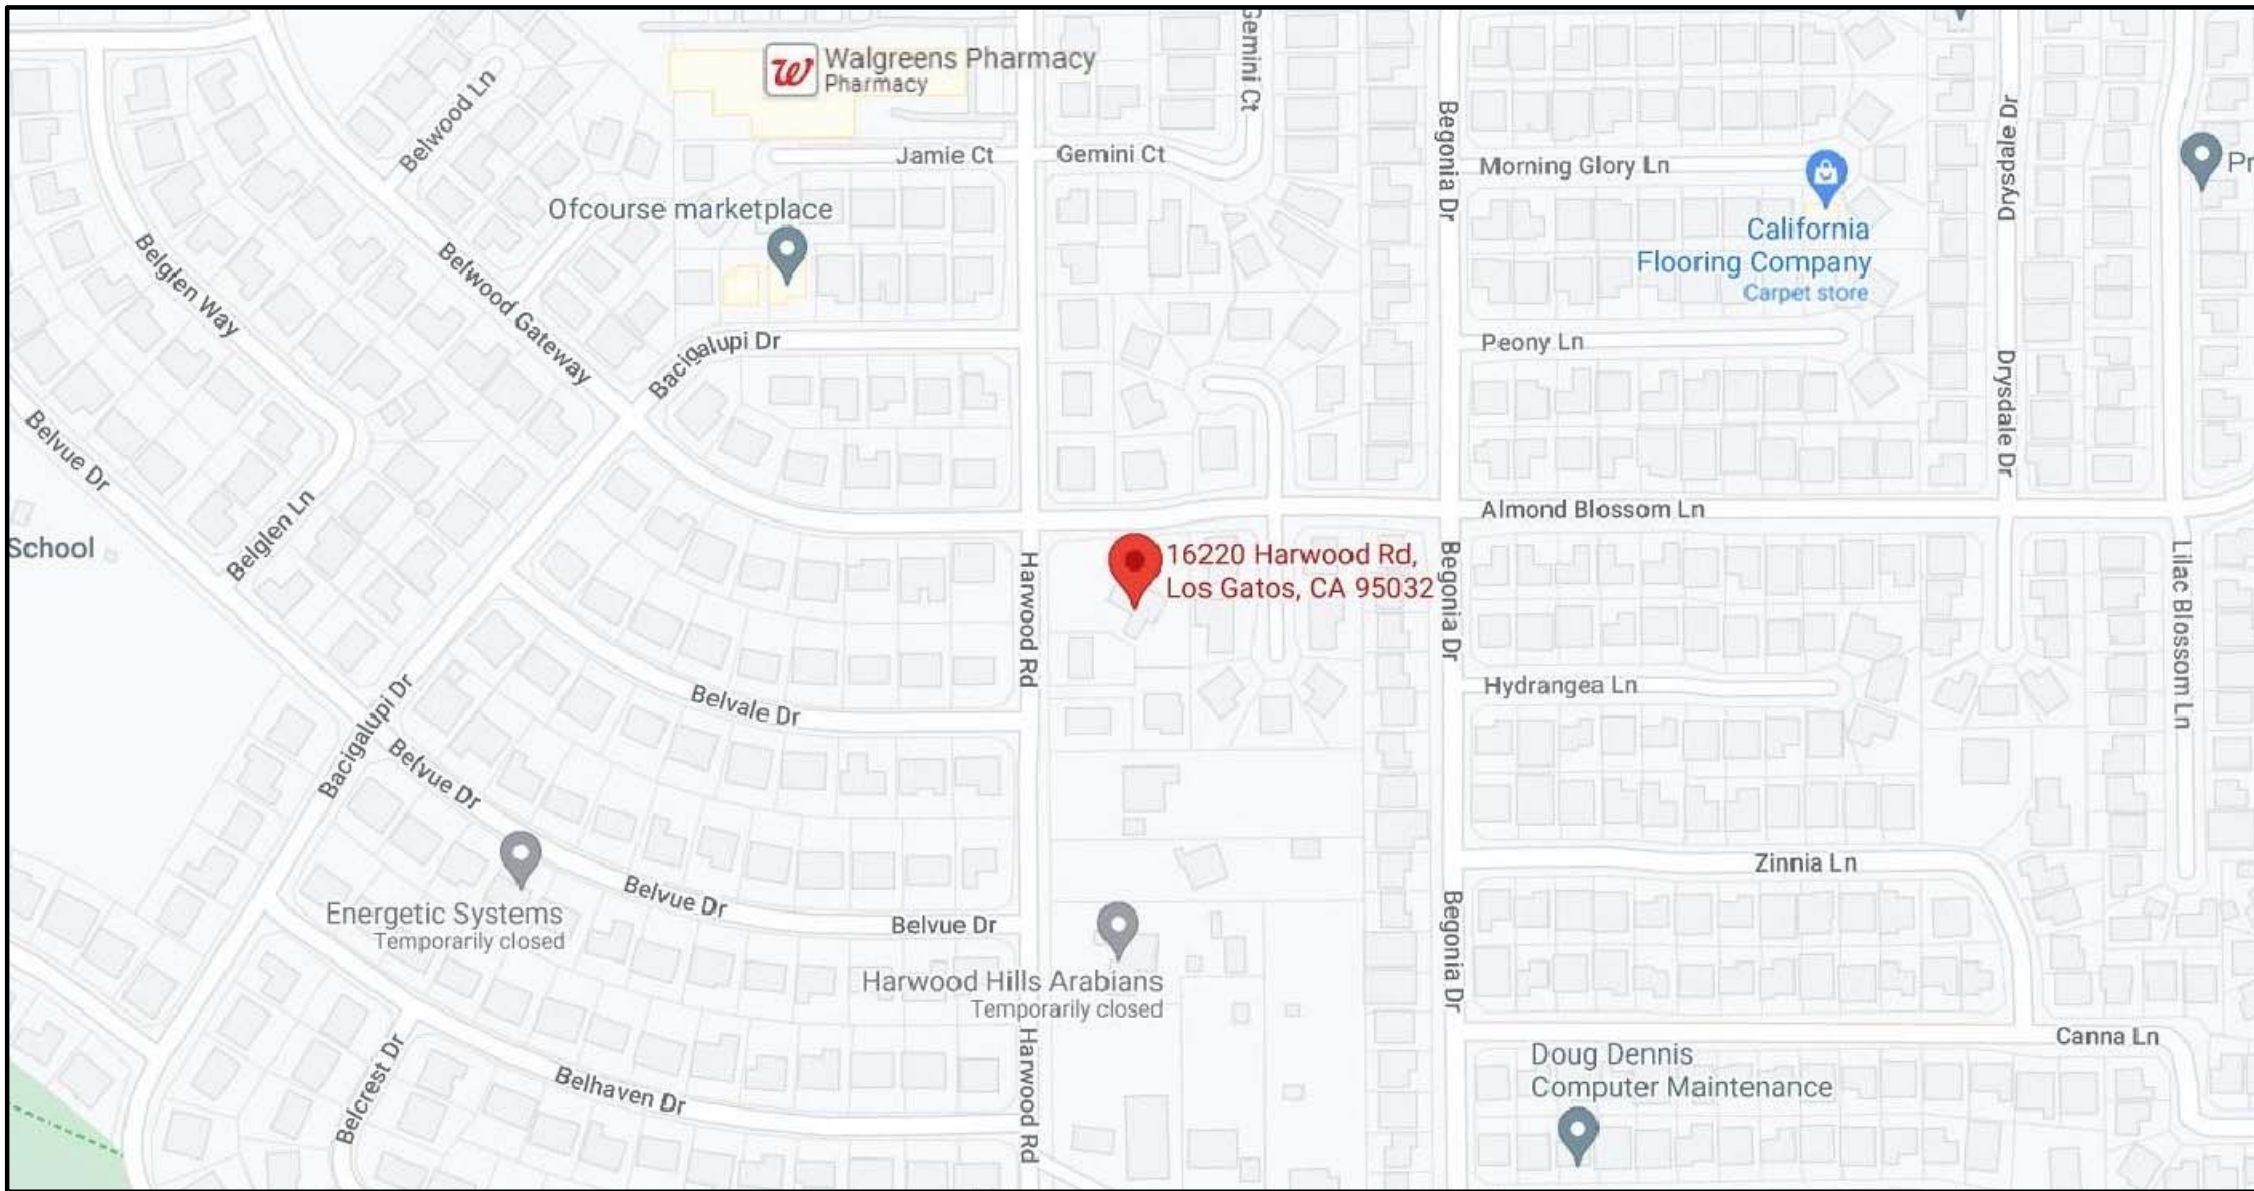 Walgreens Pharmacy
Pharmacy
Gemini Ct
Belwood Ln
Begonia Dr
Drysdale Dr
Jamie Ct
Gemini Ct
Morning Glory Ln
Pr
Ofcourse marketplace
California
Flooring Company
Carpet store
Belglen Way
Belwood Gateway
Bacigalupi Dr
Peony Ln
Drysdale Dr
Belvue Dr
Belglen Ln
Almond Blossom Ln
School
16220 Harwood Rd,
Los Gatos, CA 95032
Harwood Rd
Begonia Dr
Lilac Blossom Ln
Hydrangea Ln
Belvale Dr
Bacigalupi Dr
Belvue Dr
Energetic Systems
Temporarily closed
Belvue Dr
Belvue Dr
Zinnia Ln
Harwood Hills Arabians
Temporarily closed
Begonia Dr
Canna Ln
Doug Dennis
Computer Maintenance
Belcrest Dr
Belhaven Dr
Harwood Rd